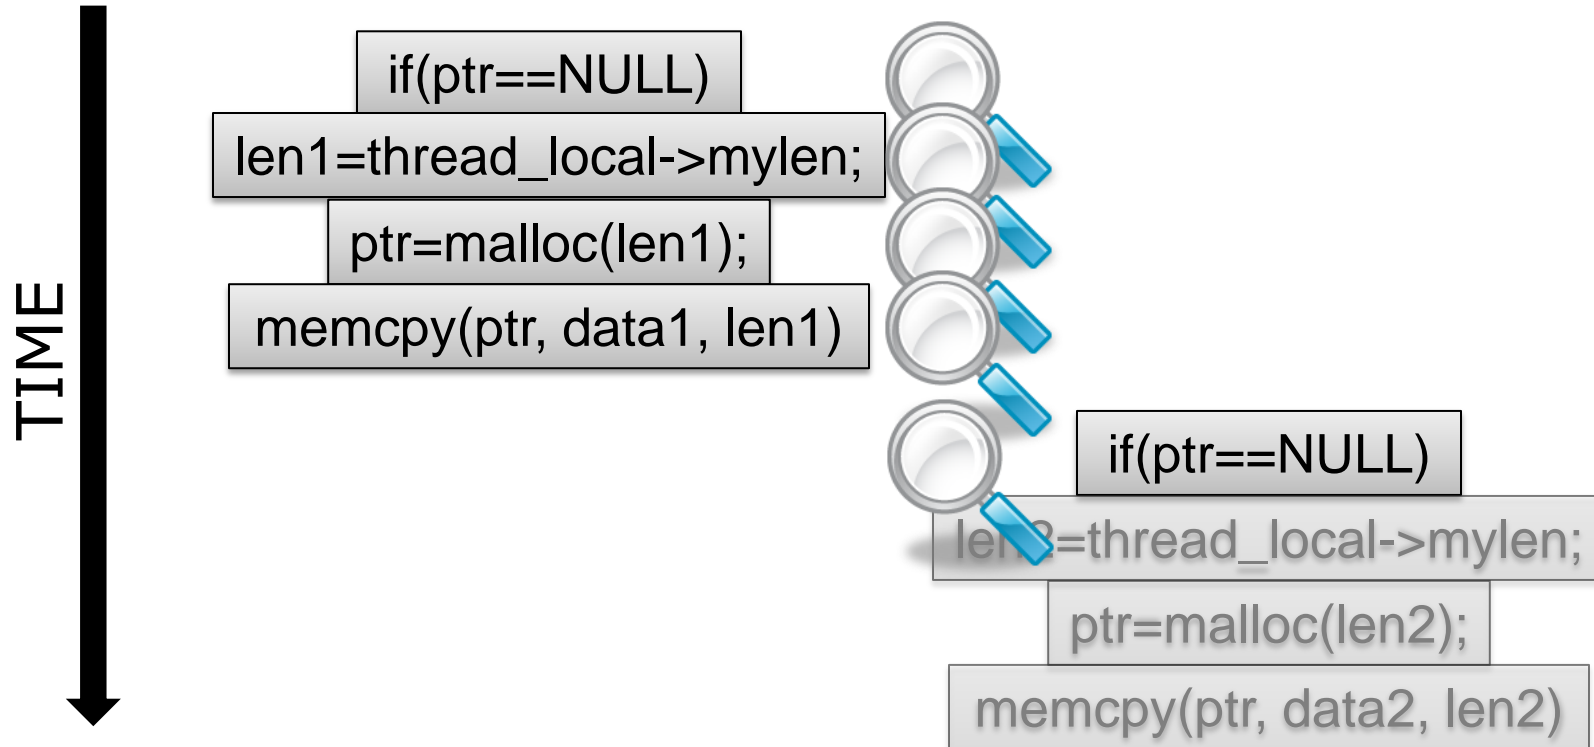 if(ptr==NULL)
len1=thread_local->mylen;
ptr=malloc(len1);
memcpy(ptr, data1, len1)
TIME
if(ptr==NULL)
len2=thread_local->mylen;
ptr=malloc(len2);
memcpy(ptr, data2, len2)